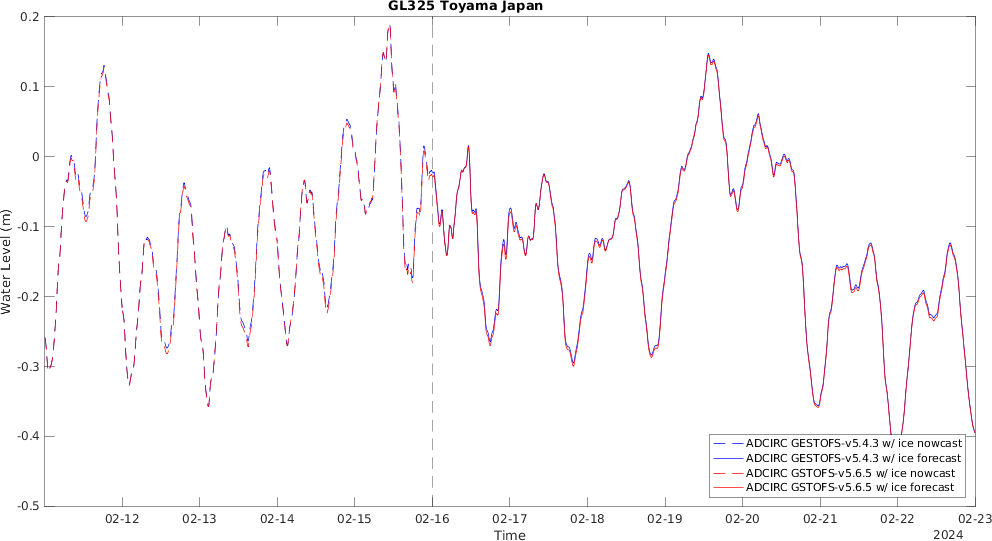 GL325 Toyama Japan
0.2
0.1
0
-0.1
-0.2
-0.3
-0.4
-0.5
Water Level (m)
ADCIRC GESTOFS-v5.4.3 w/ ice nowcast
ADCIRC GESTOFS-v5.4.3 w/ ice forecast
ADCIRC GSTOFS-v5.6.5 w/ ice nowcast
ADCIRC GSTOFS-v5.6.5 w/ ice forecast
02-12 02-13 02-14 02-15 02-16 02-17 02-18 02-19 02-20 02-21 02-22 02-23
Time
2024